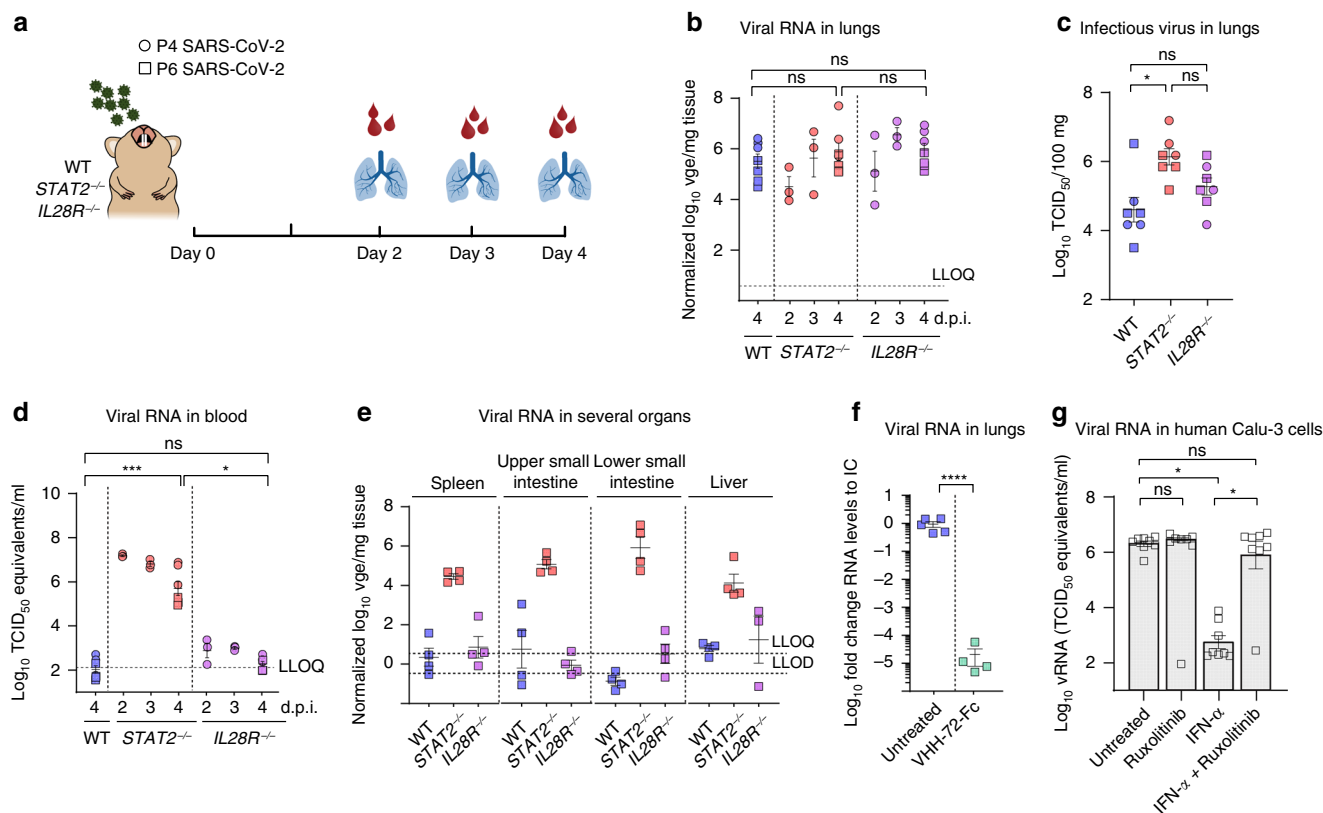 a
P4 SARS-CoV-2
P6 SARS-CoV-2
WT
STAT2–/–
IL28R–/–
Day 0
Day 2
Day 3
Day 4
b
Viral RNA in lungs
ns
ns
ns
Normalized log10 vge/mg tissue
8
6
4
2
LLOQ
4 2 3 4 2 3 4 d.p.i.
WT STAT2–/– IL28R–/–
c
Infectious virus in lungs
ns
* ns
Log10 TCID50/100 mg
8
6
4
2
WT
STAT2–/–
IL28R–/–
d
Viral RNA in blood
ns
*** *
Log10 TCID50 equivalents/ml
10
8
6
4
2
LLOQ
4 2 3 4 2 3 4 d.p.i.
WT STAT2–/– IL28R–/–
e
Viral RNA in several organs
Spleen
Upper small
intestine
Lower small
intestine
Liver
Normalized log10 vge/mg tissue
8
6
4
2
0
LLOQ
LLOD
WT STAT2–/– IL28R–/– WT STAT2–/– IL28R–/– WT STAT2–/– IL28R–/– WT STAT2–/– IL28R–/–
f
Viral RNA in lungs
****
Log10 fold change RNA levels to IC
1
0
–1
–2
–3
–4
–5
Untreated
VHH-72-Fc
g
Viral RNA in human Calu-3 cells
ns
*
ns *
Log10 vRNA (TCID50 equivalents/ml)
8
6
4
2
Untreated
Ruxolitinib
IFN-α
IFN-α + Ruxolitinib